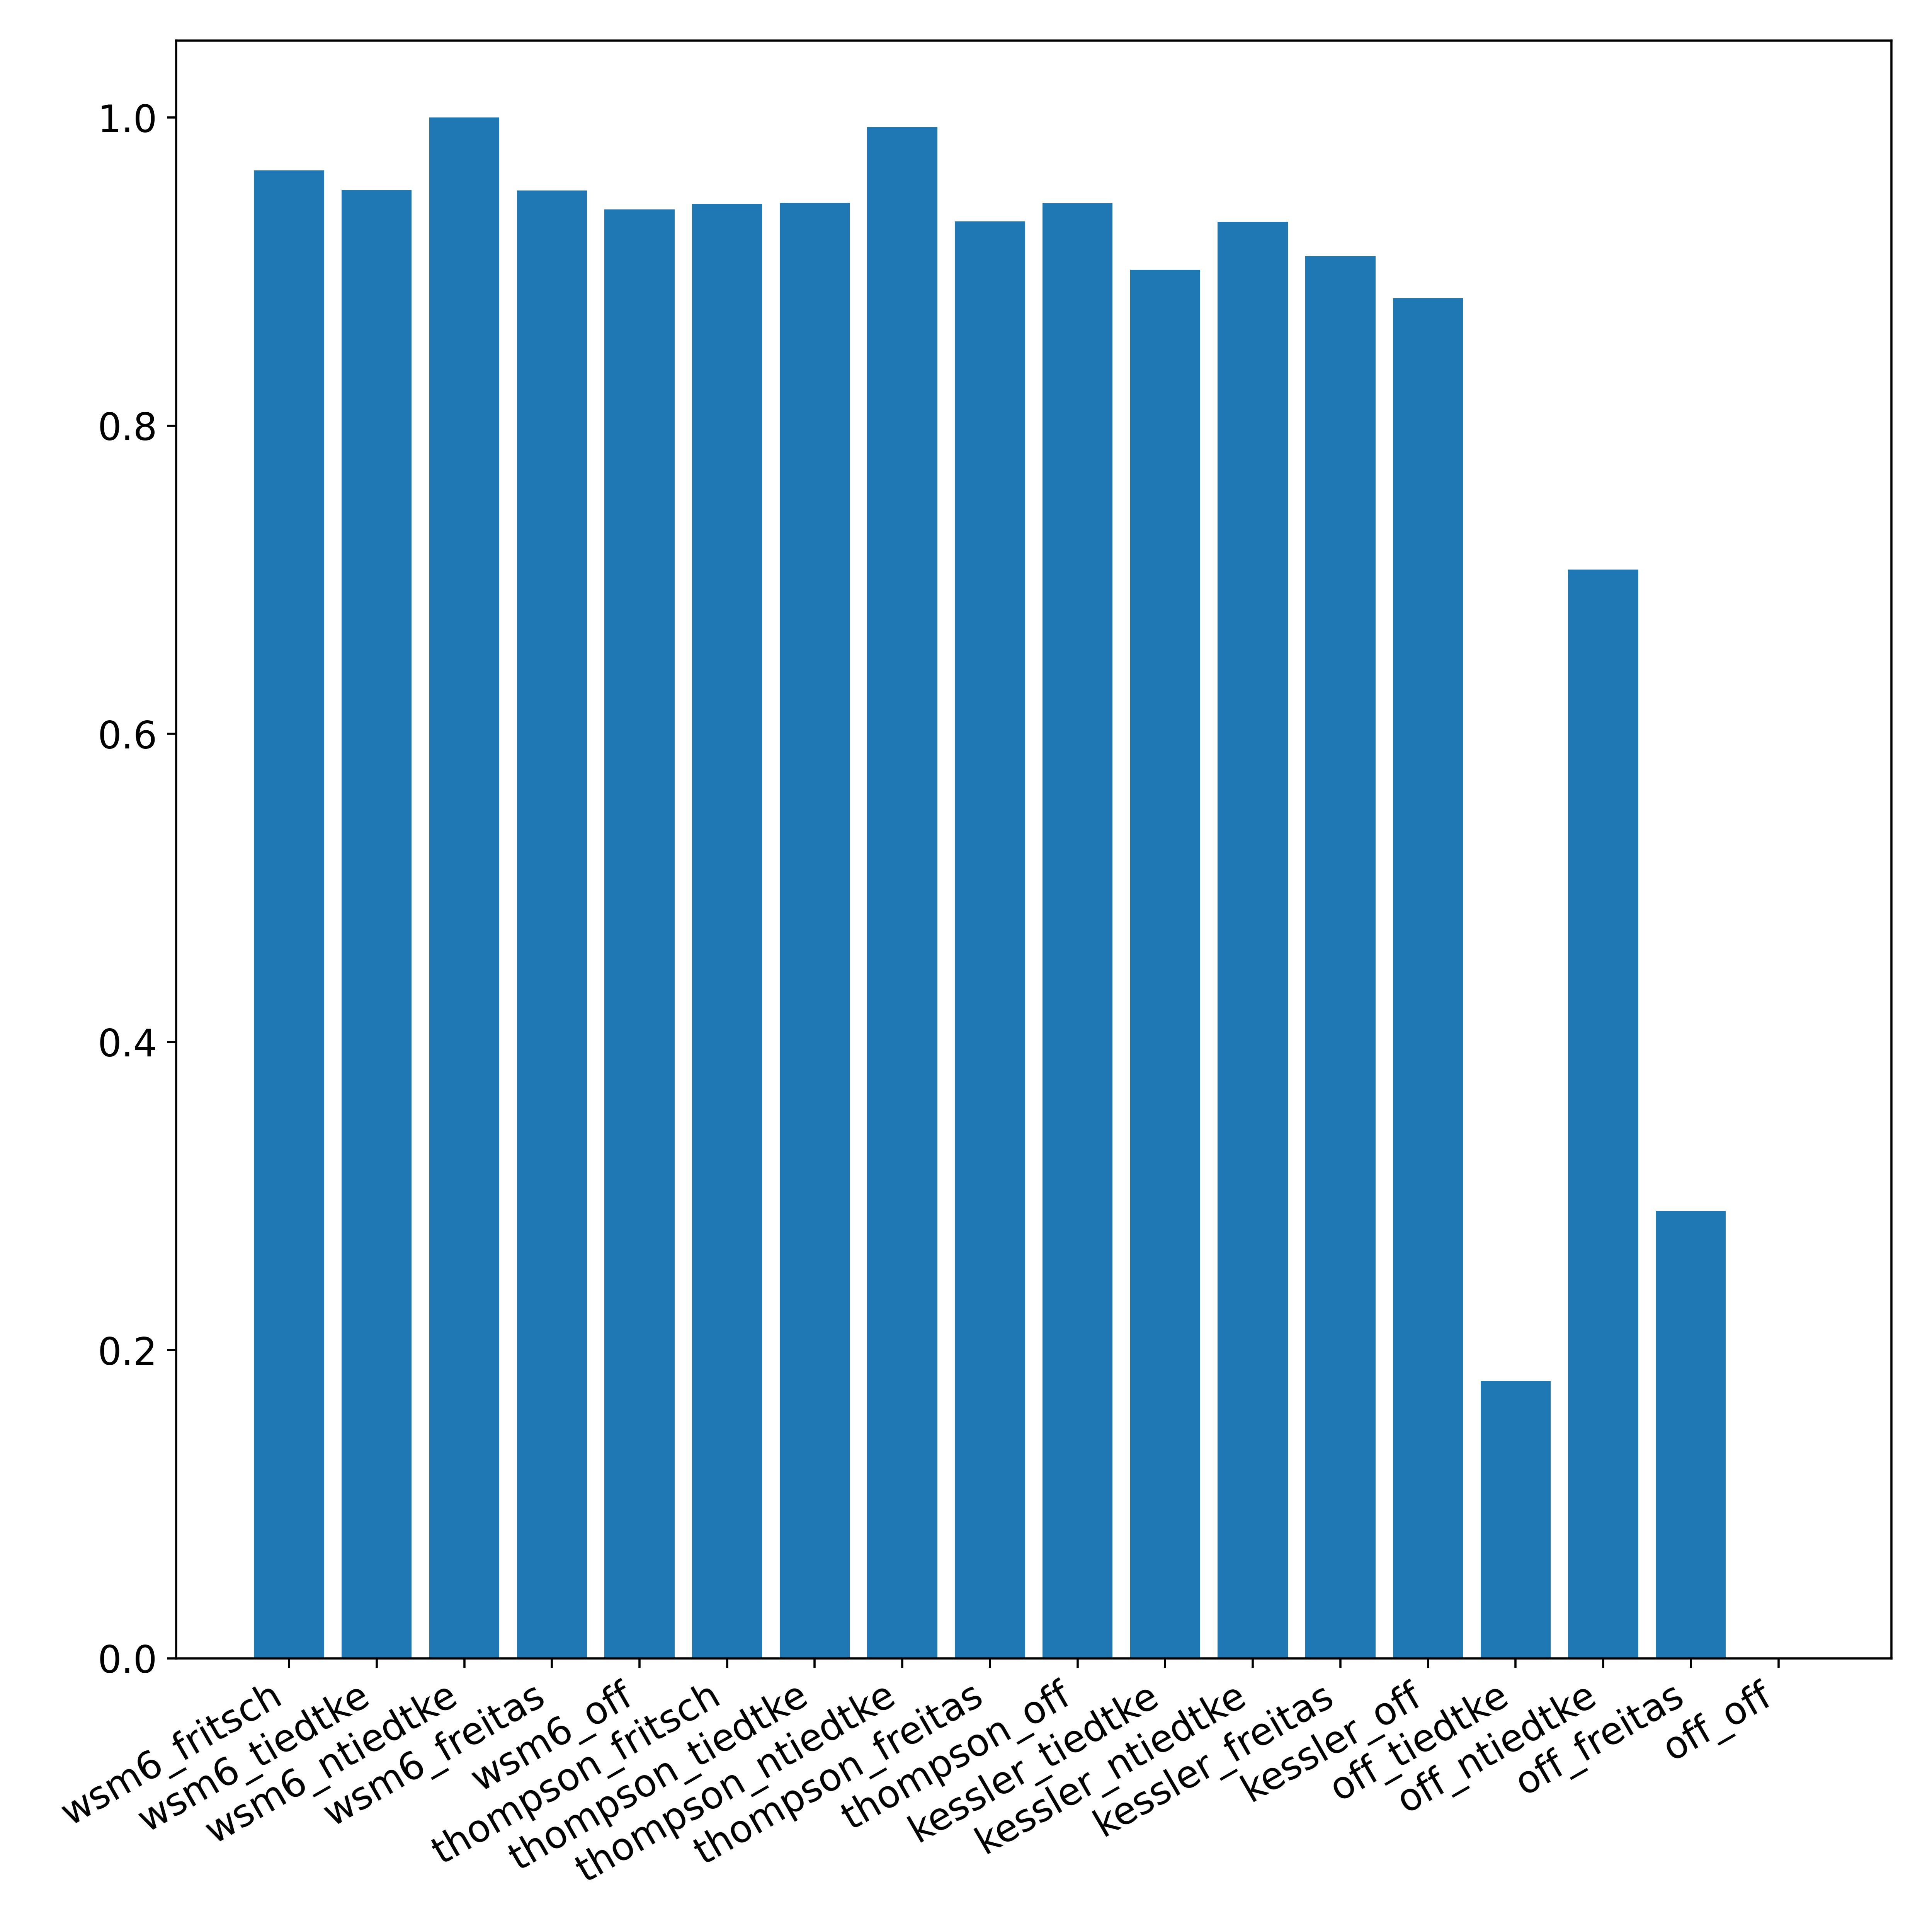 1.0
0.8
0.6
0.4
0.2
0.0
wsm6_fritsch
wsm6_tiedtke
wsm6_ntiedtke
wsm6_freitas
wsm6_off
thompson_fritsch
thompson_tiedtke
thompson_ntiedtke
thompson_freitas
thompson_off
kessler_tiedtke
kessler_ntiedtke
kessler_freitas
kessler_off
off_tiedtke
off_ntiedtke
off_freitas
off_off